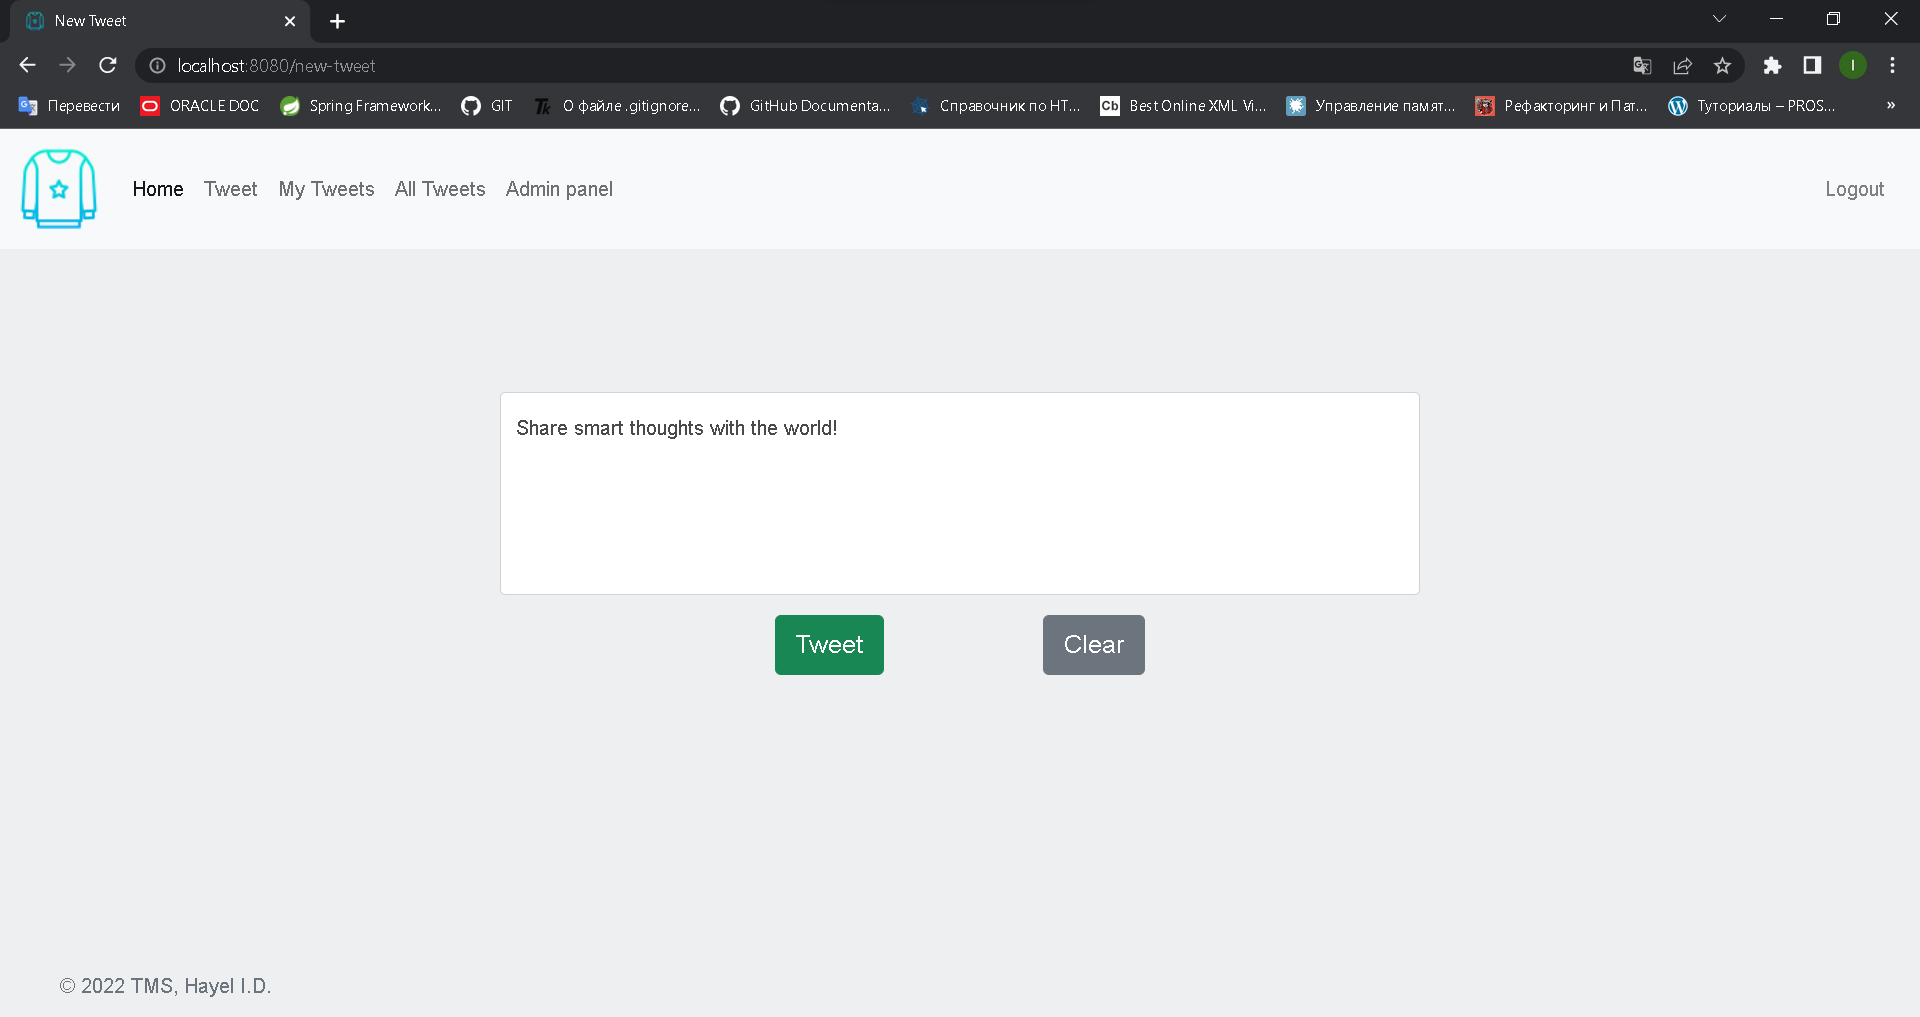 New Tweet
localhost:8080/new-tweet
Перевести ORACLE DOC Spring Framework... GIT Tk О файле .gitignore... GitHub Documenta... Справочник по HT... Cb Best Online XML Vi... Управление памят... Рефакторинг и Пат... Туториалы – PROS... »
Home Tweet My Tweets All Tweets Admin panel Logout
Share smart thoughts with the world!
Tweet Clear
© 2022 TMS, Hayel I.D.